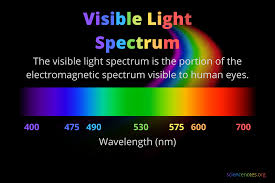 Visible Light
Spectrum
The visible light spectrum is the portion of the
electromagnetic spectrum visible to human eyes.
400 475 490 530 575 600 700
Wavelength (nm)
sciencenotes.org